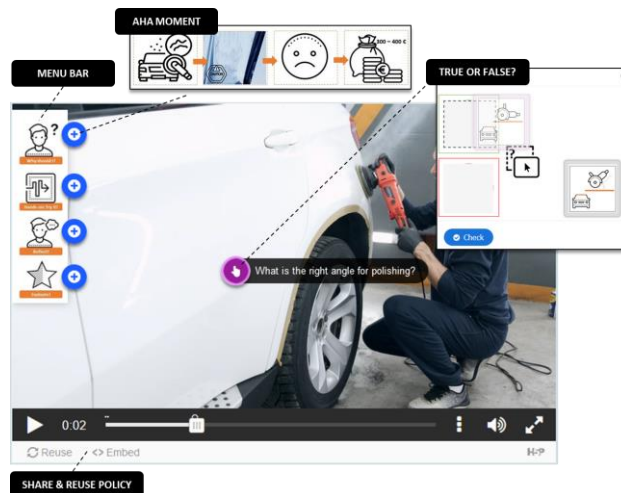 AHA MOMENT
300 – 400 €
MENU BAR
TRUE OR FALSE?
?
?
Check
What is the right angle for polishing?
0:02
Reuse
Embed
H-P
SHARE & REUSE POLICY